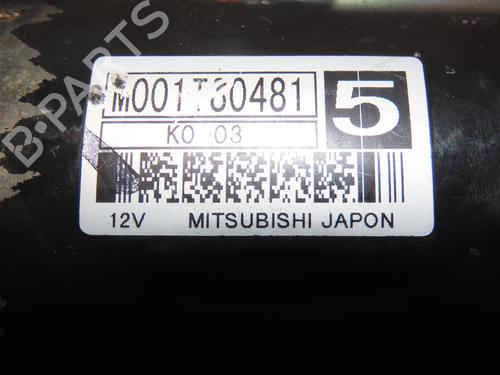 B-PARTS
M001T80481
5
K0 03
12V MITSUBISHI JAPON